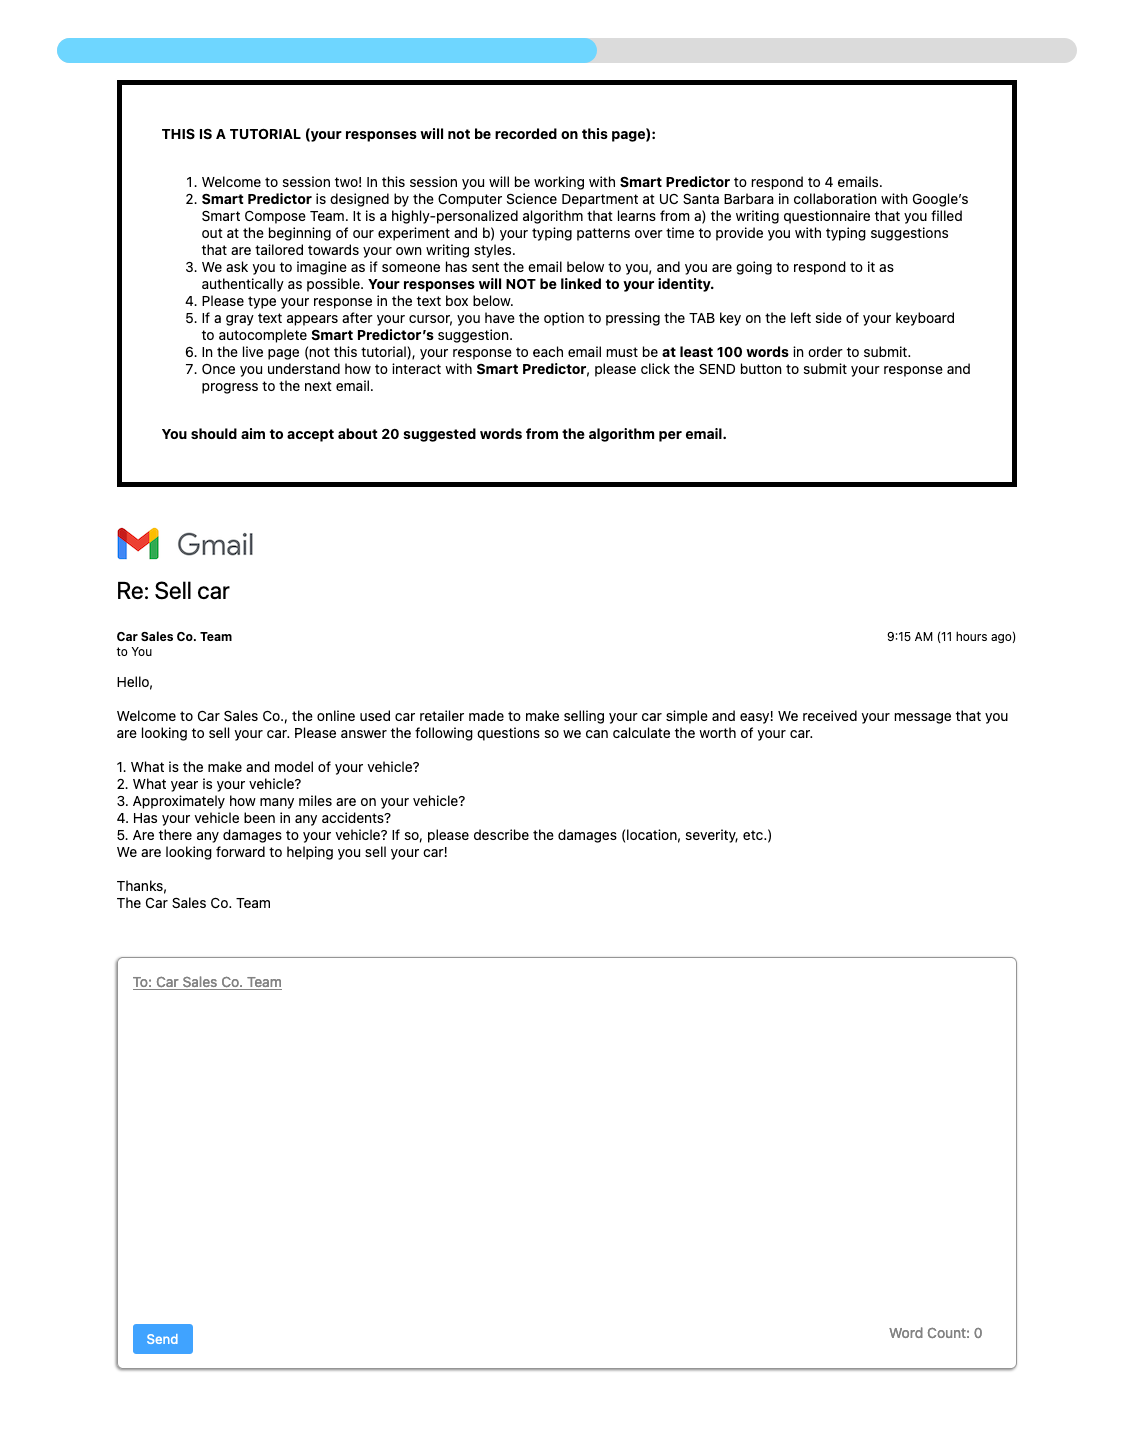 THIS IS A TUTORIAL (your responses will not be recorded on this page):
1. Welcome to session two! In this session you will be working with Smart Predictor to respond to 4 emails.
2. Smart Predictor is designed by the Computer Science Department at UC Santa Barbara in collaboration with Google’s
Smart Compose Team. It is a highly-personalized algorithm that learns from a) the writing questionnaire that you filled
out at the beginning of our experiment and b) your typing patterns over time to provide you with typing suggestions
that are tailored towards your own writing styles.
3. We ask you to imagine as if someone has sent the email below to you, and you are going to respond to it as
authentically as possible. Your responses will NOT be linked to your identity.
4. Please type your response in the text box below.
5. If a gray text appears after your cursor, you have the option to pressing the TAB key on the left side of your keyboard
to autocomplete Smart Predictor’s suggestion.
6. In the live page (not this tutorial), your response to each email must be at least 100 words in order to submit.
7. Once you understand how to interact with Smart Predictor, please click the SEND button to submit your response and
progress to the next email.
You should aim to accept about 20 suggested words from the algorithm per email.
Gmail
Re: Sell car
Car Sales Co. Team 9:15 AM (11 hours ago)
to You
Hello,
Welcome to Car Sales Co., the online used car retailer made to make selling your car simple and easy! We received your message that you
are looking to sell your car. Please answer the following questions so we can calculate the worth of your car.
1. What is the make and model of your vehicle?
2. What year is your vehicle?
3. Approximately how many miles are on your vehicle?
4. Has your vehicle been in any accidents?
5. Are there any damages to your vehicle? If so, please describe the damages (location, severity, etc.)
We are looking forward to helping you sell your car!
Thanks,
The Car Sales Co. Team
To: Car Sales Co. Team
Send Word Count: 0